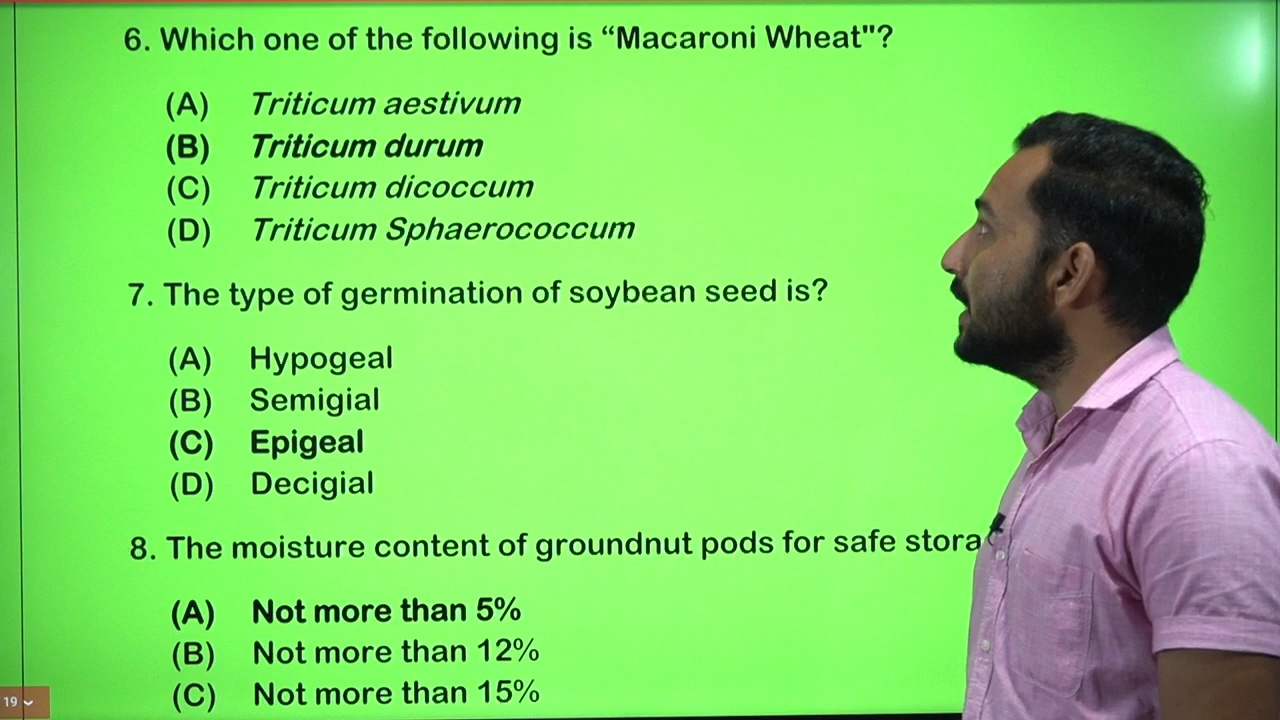 6. Which one of the following is “Macaroni Wheat"?
(A) Triticum aestivum
(B) Triticum durum
(C) Triticum dicoccum
(D) Triticum Sphaerococcum
7. The type of germination of soybean seed is?
(A) Hypogeal
(B) Semigial
(C) Epigeal
(D) Decigial
8. The moisture content of groundnut pods for safe stora
(A) Not more than 5%
(B) Not more than 12%
(C) Not more than 15%
19